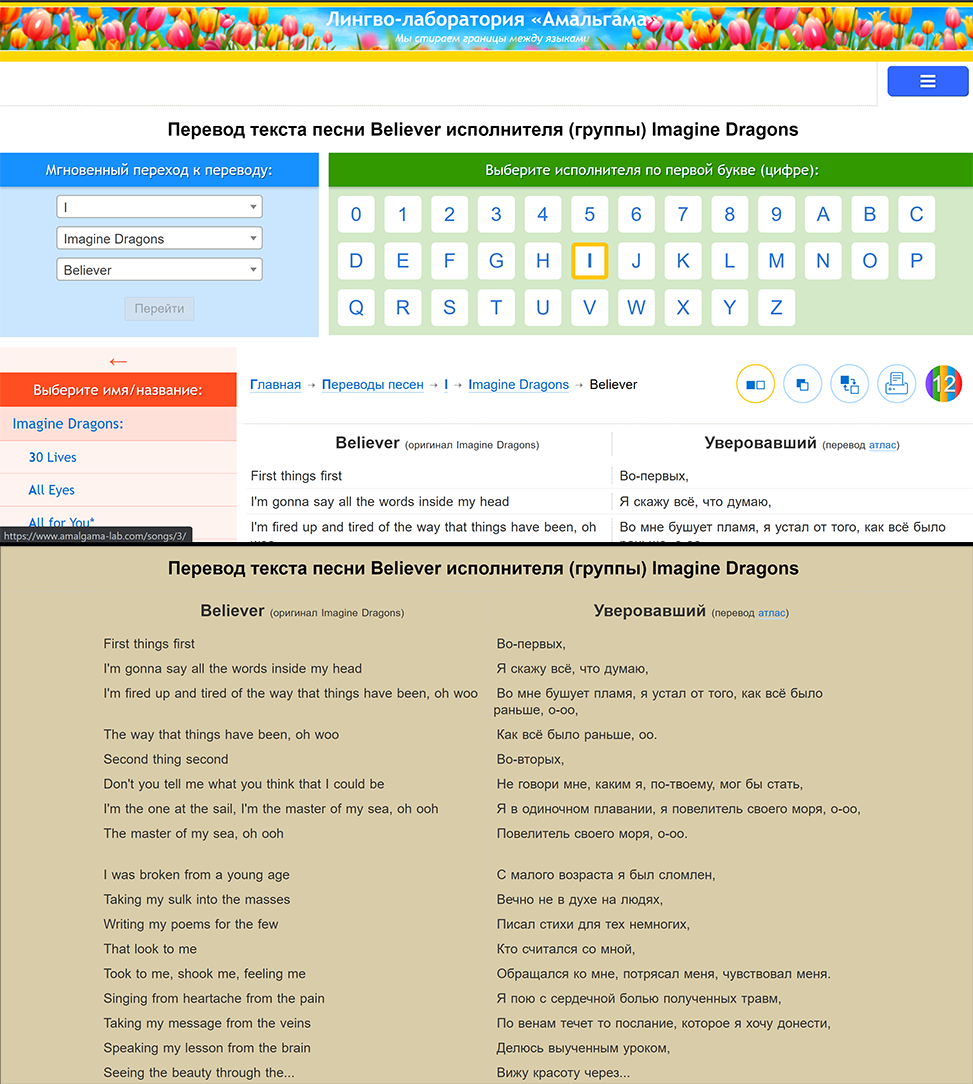 Лингво-лаборатория «Амальгама»
Мы стираем границы между языками
Перевод текста песни Believer исполнителя (группы) Imagine Dragons
Мгновенный переход к переводу:
I
Imagine Dragons
Believer
Перейти
Выберите исполнителя по первой букве (цифре):
0 1 2 3 4 5 6 7 8 9 A B C
D E F G H I J K L M N O P
Q R S T U V W X Y Z
←
Выберите имя/название:
Imagine Dragons:
30 Lives
All Eyes
All for You*
https://www.amalgama-lab.com/songs/3/
Главная → Переводы песен → I → Imagine Dragons → Believer
12
Believer (оригинал Imagine Dragons) Уверовавший (перевод атлас)
First things first Во-первых,
I'm gonna say all the words inside my head Я скажу всё, что думаю,
I'm fired up and tired of the way that things have been, oh Во мне бушует пламя, я устал от того, как всё было
Перевод текста песни Believer исполнителя (группы) Imagine Dragons
Believer (оригинал Imagine Dragons) Уверовавший (перевод атлас)
First things first Во-первых,
I'm gonna say all the words inside my head Я скажу всё, что думаю,
I'm fired up and tired of the way that things have been, oh woo Во мне бушует пламя, я устал от того, как всё было
раньше, о-оо,
The way that things have been, oh woo Как всё было раньше, оо.
Second thing second Во-вторых,
Don't you tell me what you think that I could be Не говори мне, каким я, по-твоему, мог бы стать,
I'm the one at the sail, I'm the master of my sea, oh ooh Я в одиночном плавании, я повелитель своего моря, о-оо,
The master of my sea, oh ooh Повелитель своего моря, о-оо.
I was broken from a young age С малого возраста я был сломлен,
Taking my sulk into the masses Вечно не в духе на людях,
Writing my poems for the few Писал стихи для тех немногих,
That look to me Кто считался со мной,
Took to me, shook me, feeling me Обращался ко мне, потрясал меня, чувствовал меня.
Singing from heartache from the pain Я пою с сердечной болью полученных травм,
Taking my message from the veins По венам течет то послание, которое я хочу донести,
Speaking my lesson from the brain Делюсь выученным уроком,
Seeing the beauty through the... Вижу красоту через...